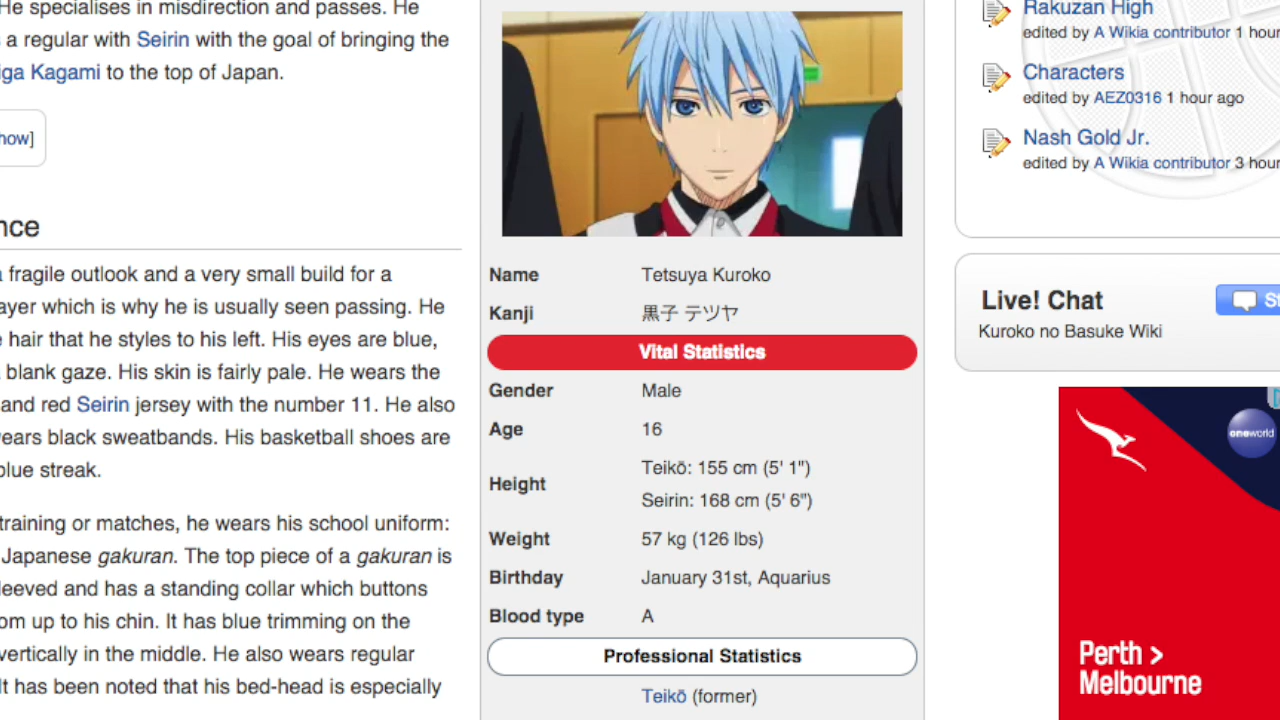 He specialises in misdirection and passes. He
a regular with Seirin with the goal of bringing the
iga Kagami to the top of Japan.
how]
nce
fragile outlook and a very small build for a
ayer which is why he is usually seen passing. He
hair that he styles to his left. His eyes are blue,
blank gaze. His skin is fairly pale. He wears the
and red Seirin jersey with the number 11. He also
ears black sweatbands. His basketball shoes are
blue streak.
training or matches, he wears his school uniform:
Japanese gakuran. The top piece of a gakuran is
leeved and has a standing collar which buttons
om up to his chin. It has blue trimming on the
vertically in the middle. He also wears regular
It has been noted that his bed-head is especially
Name Tetsuya Kuroko
Kanji 黒子 テツヤ
Vital Statistics
Gender Male
Age 16
Height Teikō: 155 cm (5' 1")
Seirin: 168 cm (5' 6")
Weight 57 kg (126 lbs)
Birthday January 31st, Aquarius
Blood type A
Professional Statistics
Teikō (former)
Rakuzan High
edited by A Wikia contributor 1 hour
Characters
edited by AEZ0316 1 hour ago
Nash Gold Jr.
edited by A Wikia contributor 3 hour
Live! Chat
St
Kuroko no Basuke Wiki
oneworld
Perth >
Melbourne